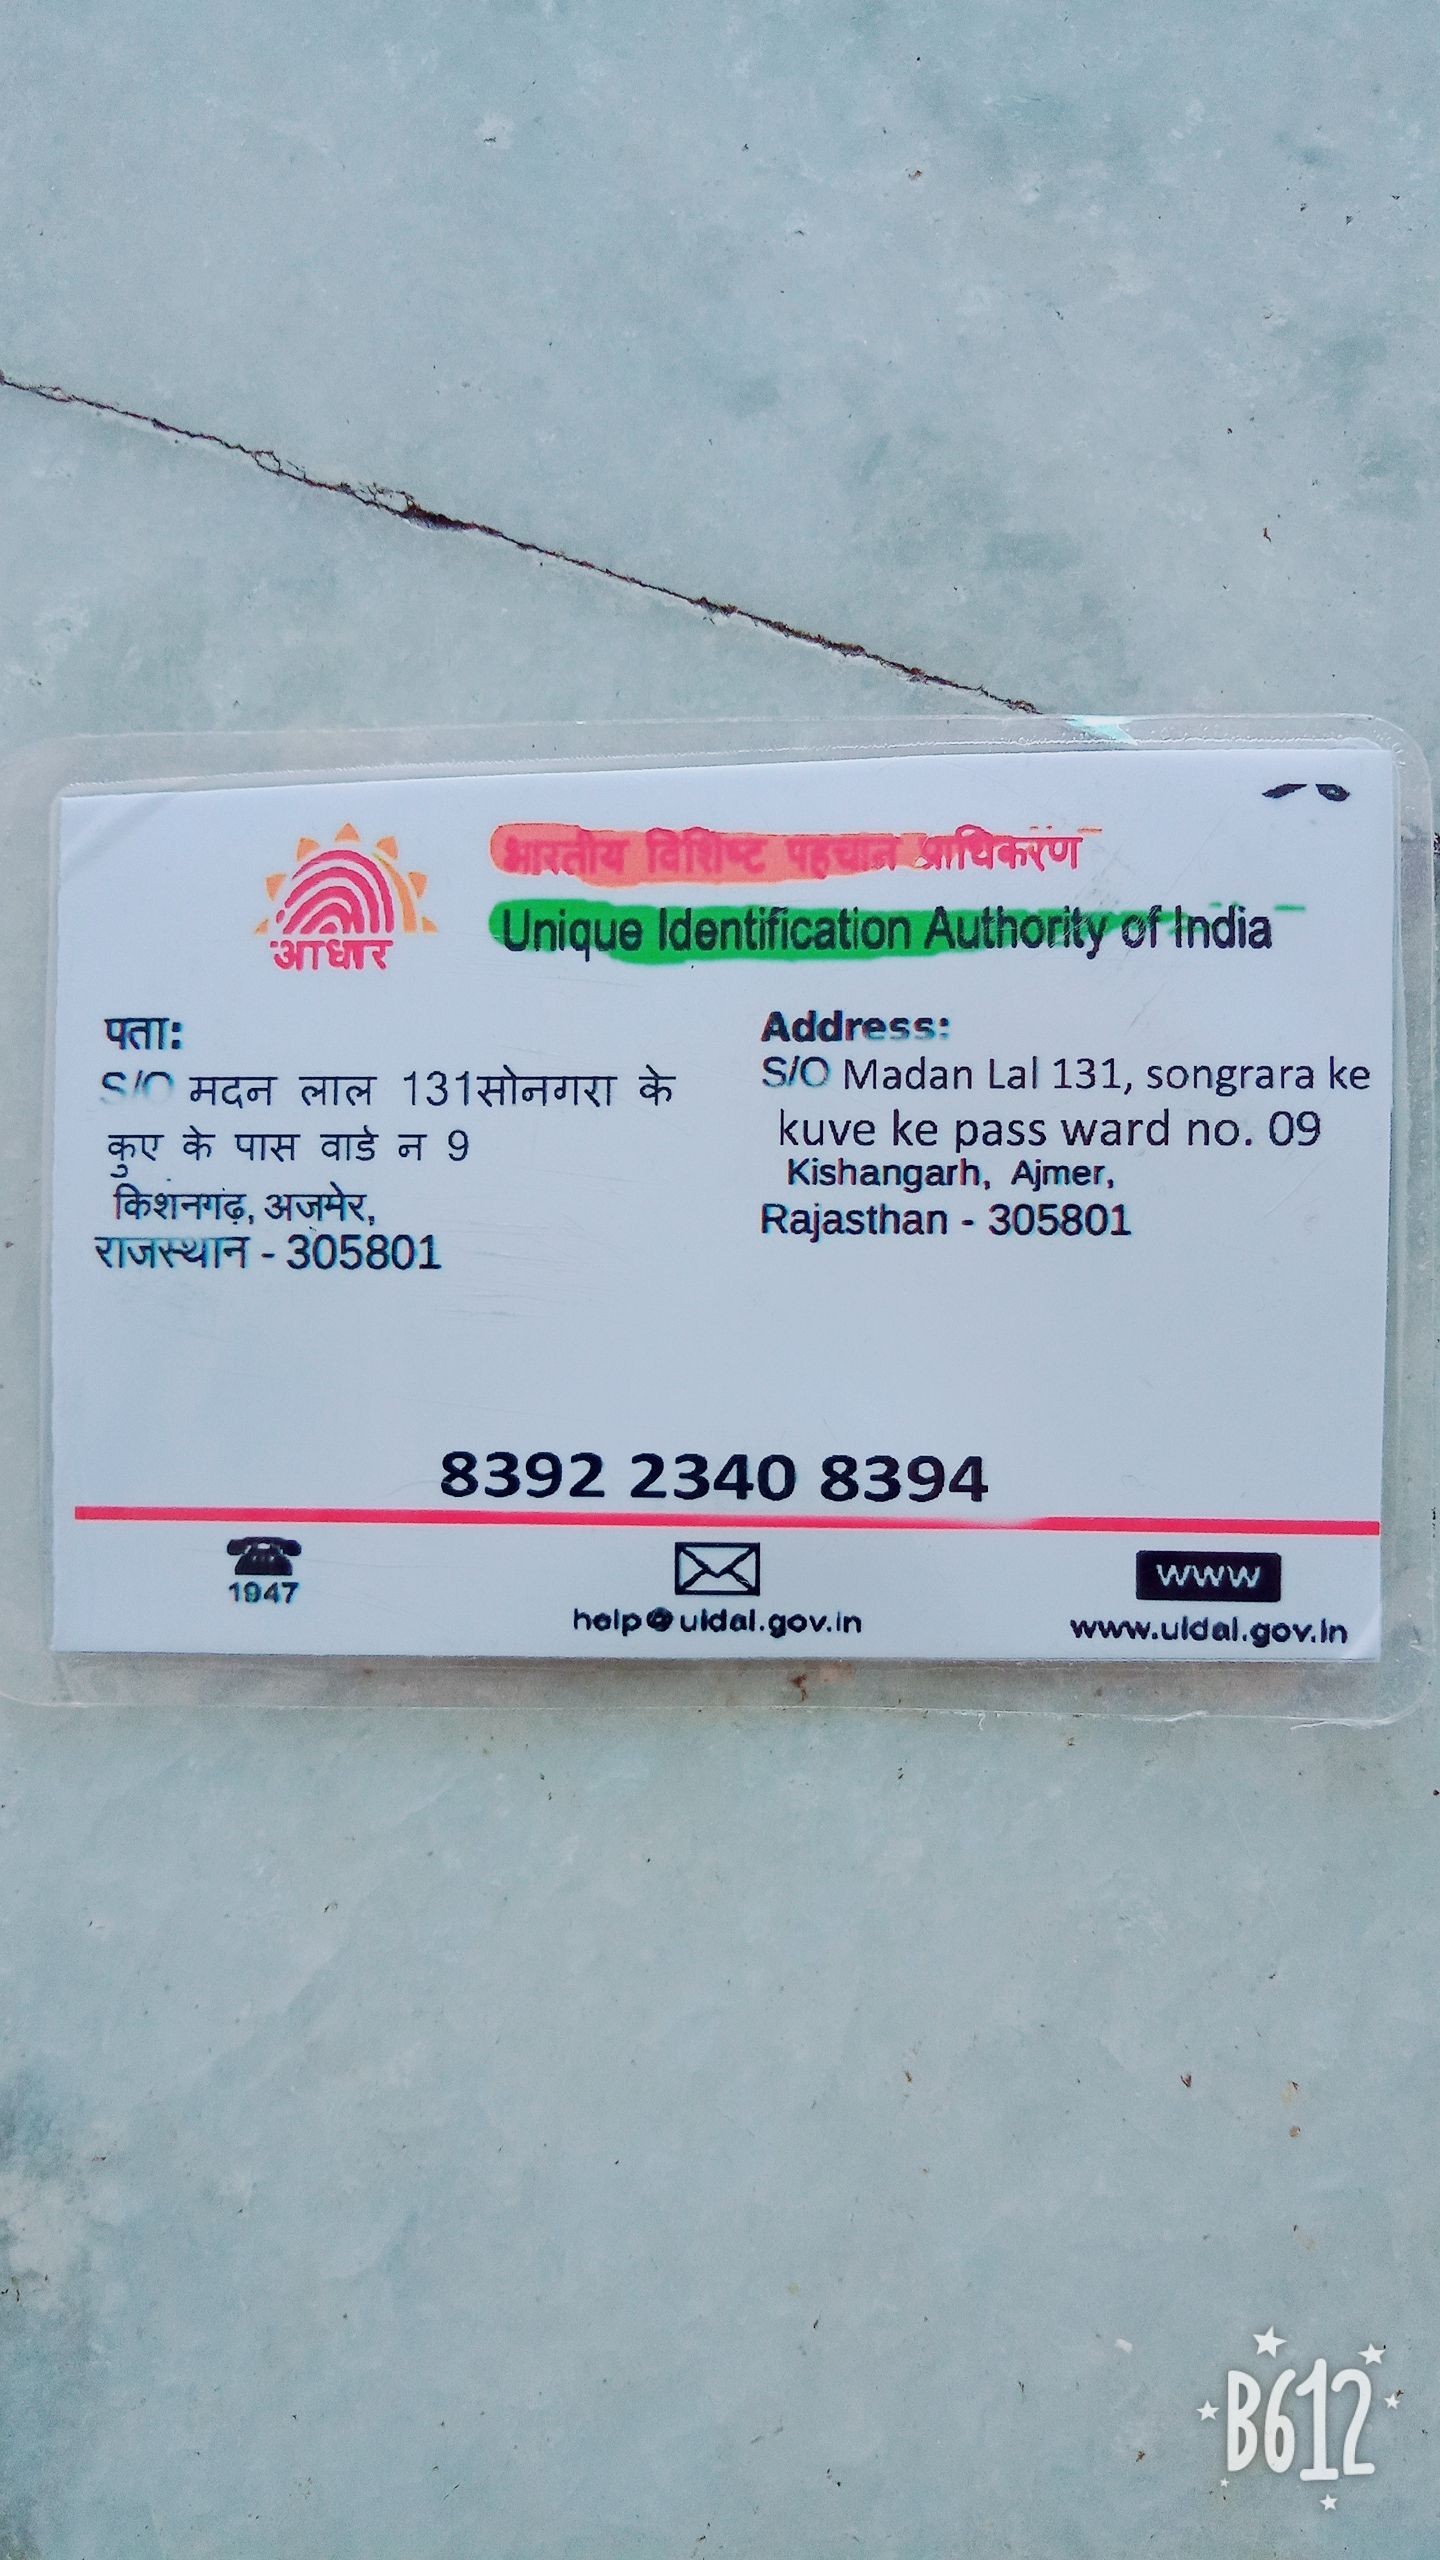 भारतीय विशिष्ट पहचान प्राधिकरण
Unique Identification Authority of India
आधार
पता:
S/O मदन लाल 131सोनगरा के
कुए के पास वार्ड न 9
किशनगढ़, अजमेर,
राजस्थान - 305801
Address:
S/O Madan Lal 131, songrara ke
kuve ke pass ward no. 09
Kishangarh, Ajmer,
Rajasthan - 305801
8392 2340 8394
1947
help@uidai.gov.in
www
www.uidai.gov.in
B612